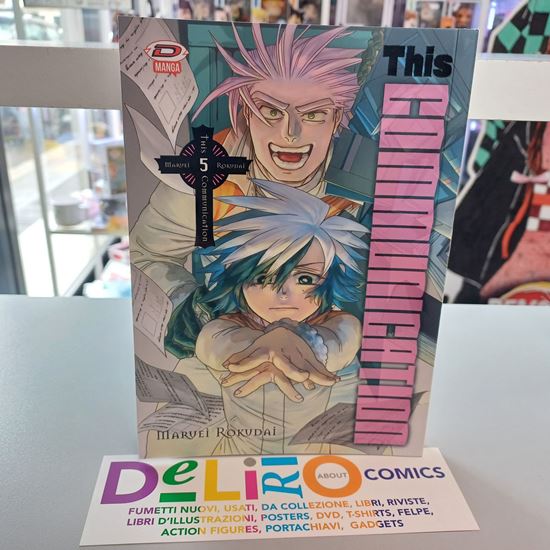 D
MANGA
This
COMMUNICATION
THIS
MARUEI 5 ROKUDAI
COMMUNICATION
MARUEI ROKUDAI
DeLiRiO ABOUT COMICS
FUMETTI NUOVI, USATI, DA COLLEZIONE, LIBRI, RIVISTE,
LIBRI D'ILLUSTRAZIONI, POSTERS, DVD, T-SHIRTS, FELPE,
ACTION FIGURES, PORTACHIAVI, GADGETS